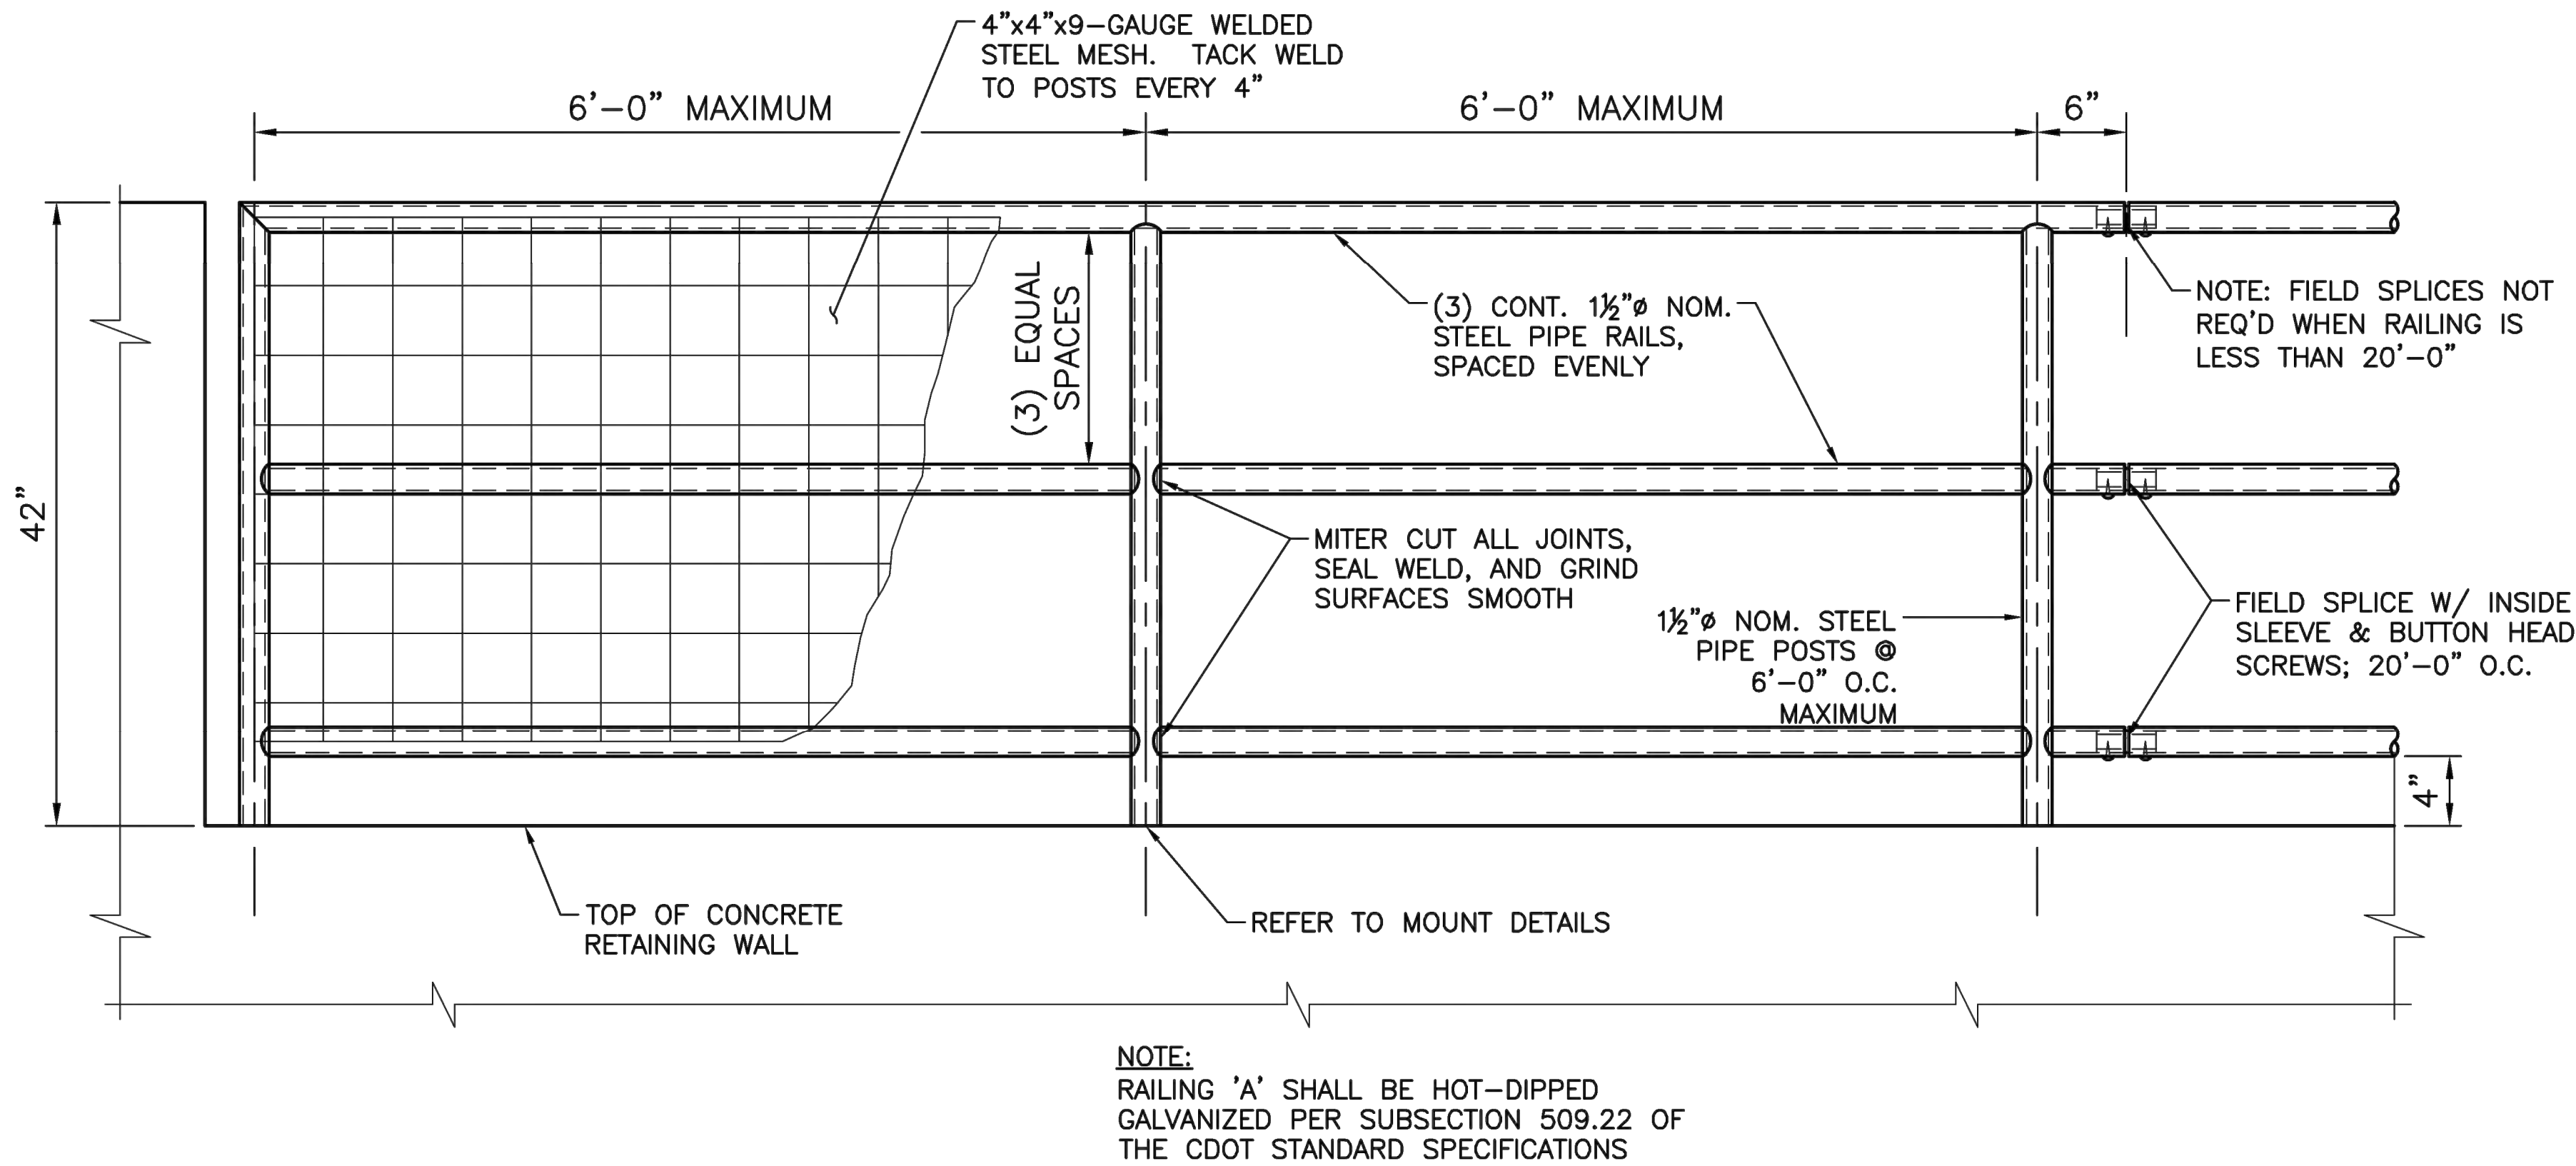 4"x4"x9-GAUGE WELDED
STEEL MESH. TACK WELD
TO POSTS EVERY 4"
6'-0" MAXIMUM
6'-0" MAXIMUM
6"
42"
(3) EQUAL
SPACES
(3) CONT. 1½"ø NOM.
STEEL PIPE RAILS,
SPACED EVENLY
NOTE: FIELD SPLICES NOT
REQ'D WHEN RAILING IS
LESS THAN 20'-0"
MITER CUT ALL JOINTS,
SEAL WELD, AND GRIND
SURFACES SMOOTH
1½"ø NOM. STEEL
PIPE POSTS @
6'-0" O.C.
MAXIMUM
FIELD SPLICE W/ INSIDE
SLEEVE & BUTTON HEAD
SCREWS; 20'-0" O.C.
4"
TOP OF CONCRETE
RETAINING WALL
REFER TO MOUNT DETAILS
NOTE:
RAILING 'A' SHALL BE HOT-DIPPED
GALVANIZED PER SUBSECTION 509.22 OF
THE CDOT STANDARD SPECIFICATIONS